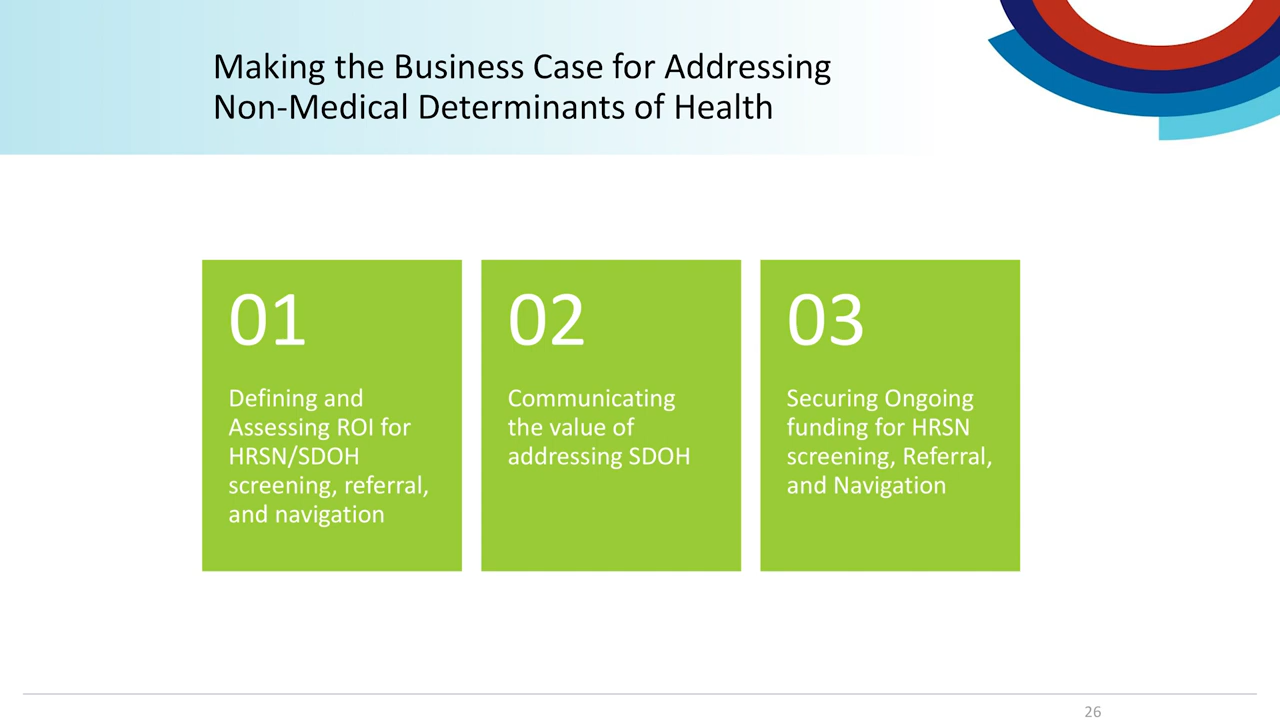 Making the Business Case for Addressing
Non-Medical Determinants of Health
01
Defining and
Assessing ROI for
HRSN/SDOH
screening, referral,
and navigation
02
Communicating
the value of
addressing SDOH
03
Securing Ongoing
funding for HRSN
screening, Referral,
and Navigation
26